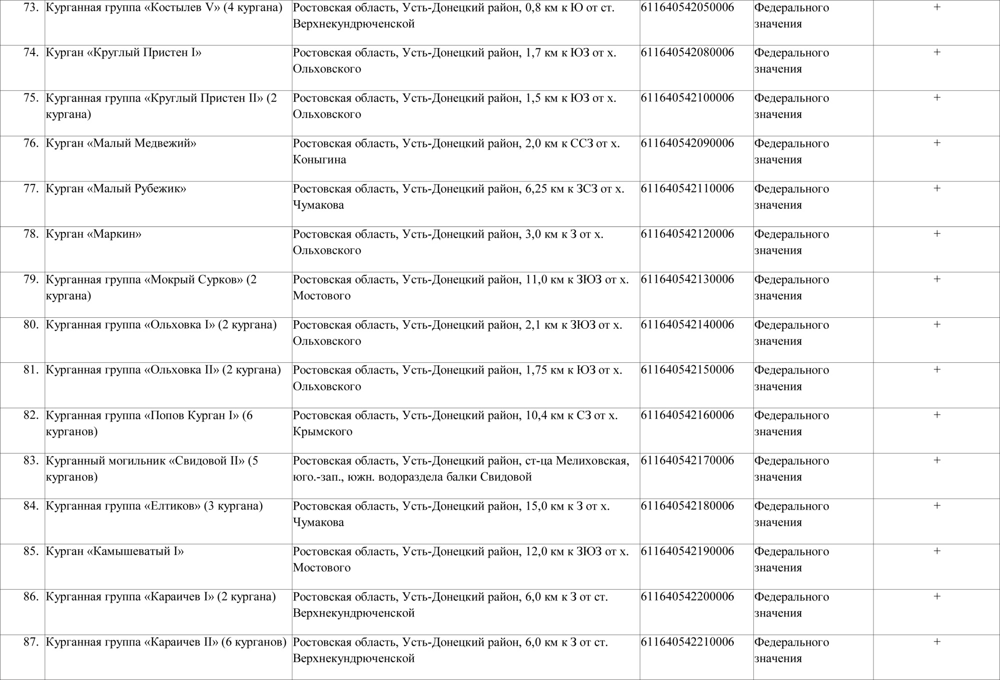 73. Курганная группа «Костылев V» (4 кургана) Ростовская область, Усть-Донецкий район, 0,8 км к Ю от ст. 611640542050006 Федерального +
Верхнекундрюченской значения
74. Курган «Круглый Пристен I» Ростовская область, Усть-Донецкий район, 1,7 км к ЮЗ от х. 611640542080006 Федерального +
Ольховского значения
75. Курганная группа «Круглый Пристен II» (2 Ростовская область, Усть-Донецкий район, 1,5 км к ЮЗ от х. 611640542100006 Федерального +
кургана) Ольховского значения
76. Курган «Малый Медвежий» Ростовская область, Усть-Донецкий район, 2,0 км к ССЗ от х. 611640542090006 Федерального +
Коныгина значения
77. Курган «Малый Рубежик» Ростовская область, Усть-Донецкий район, 6,25 км к ЗСЗ от х. 611640542110006 Федерального +
Чумакова значения
78. Курган «Маркин» Ростовская область, Усть-Донецкий район, 3,0 км к З от х. 611640542120006 Федерального +
Ольховского значения
79. Курганная группа «Мокрый Сурков» (2 Ростовская область, Усть-Донецкий район, 11,0 км к ЗЮЗ от х. 611640542130006 Федерального +
кургана) Мостового значения
80. Курганная группа «Ольховка I» (2 кургана) Ростовская область, Усть-Донецкий район, 2,1 км к ЗЮЗ от х. 611640542140006 Федерального +
Ольховского значения
81. Курганная группа «Ольховка II» (2 кургана) Ростовская область, Усть-Донецкий район, 1,75 км к ЮЗ от х. 611640542150006 Федерального +
Ольховского значения
82. Курганная группа «Попов Курган I» (6 Ростовская область, Усть-Донецкий район, 10,4 км к СЗ от х. 611640542160006 Федерального +
курганов) Крымского значения
83. Курганный могильник «Свидовой II» (5 Ростовская область, Усть-Донецкий район, ст-ца Мелиховская, 611640542170006 Федерального +
курганов) юго.-зап., южн. водораздела балки Свидовой значения
84. Курганная группа «Елтиков» (3 кургана) Ростовская область, Усть-Донецкий район, 15,0 км к З от х. 611640542180006 Федерального +
Чумакова значения
85. Курган «Камышеватый I» Ростовская область, Усть-Донецкий район, 12,0 км к ЗЮЗ от х. 611640542190006 Федерального +
Мостового значения
86. Курганная группа «Караичев I» (2 кургана) Ростовская область, Усть-Донецкий район, 6,0 км к З от ст. 611640542200006 Федерального +
Верхнекундрюченской значения
87. Курганная группа «Караичев II» (6 курганов) Ростовская область, Усть-Донецкий район, 6,0 км к З от ст. 611640542210006 Федерального +
Верхнекундрюченской значения